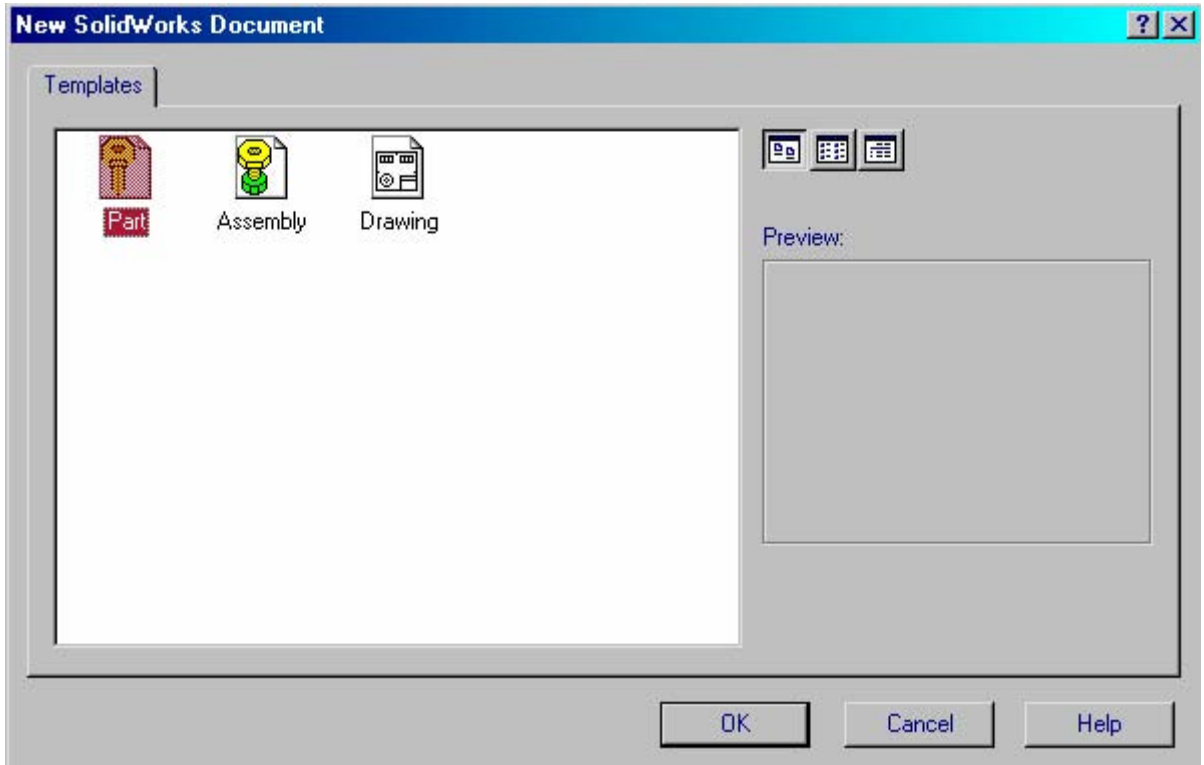 New SolidWorks Document
Templates
Part Assembly Drawing
Preview:
OK Cancel Help